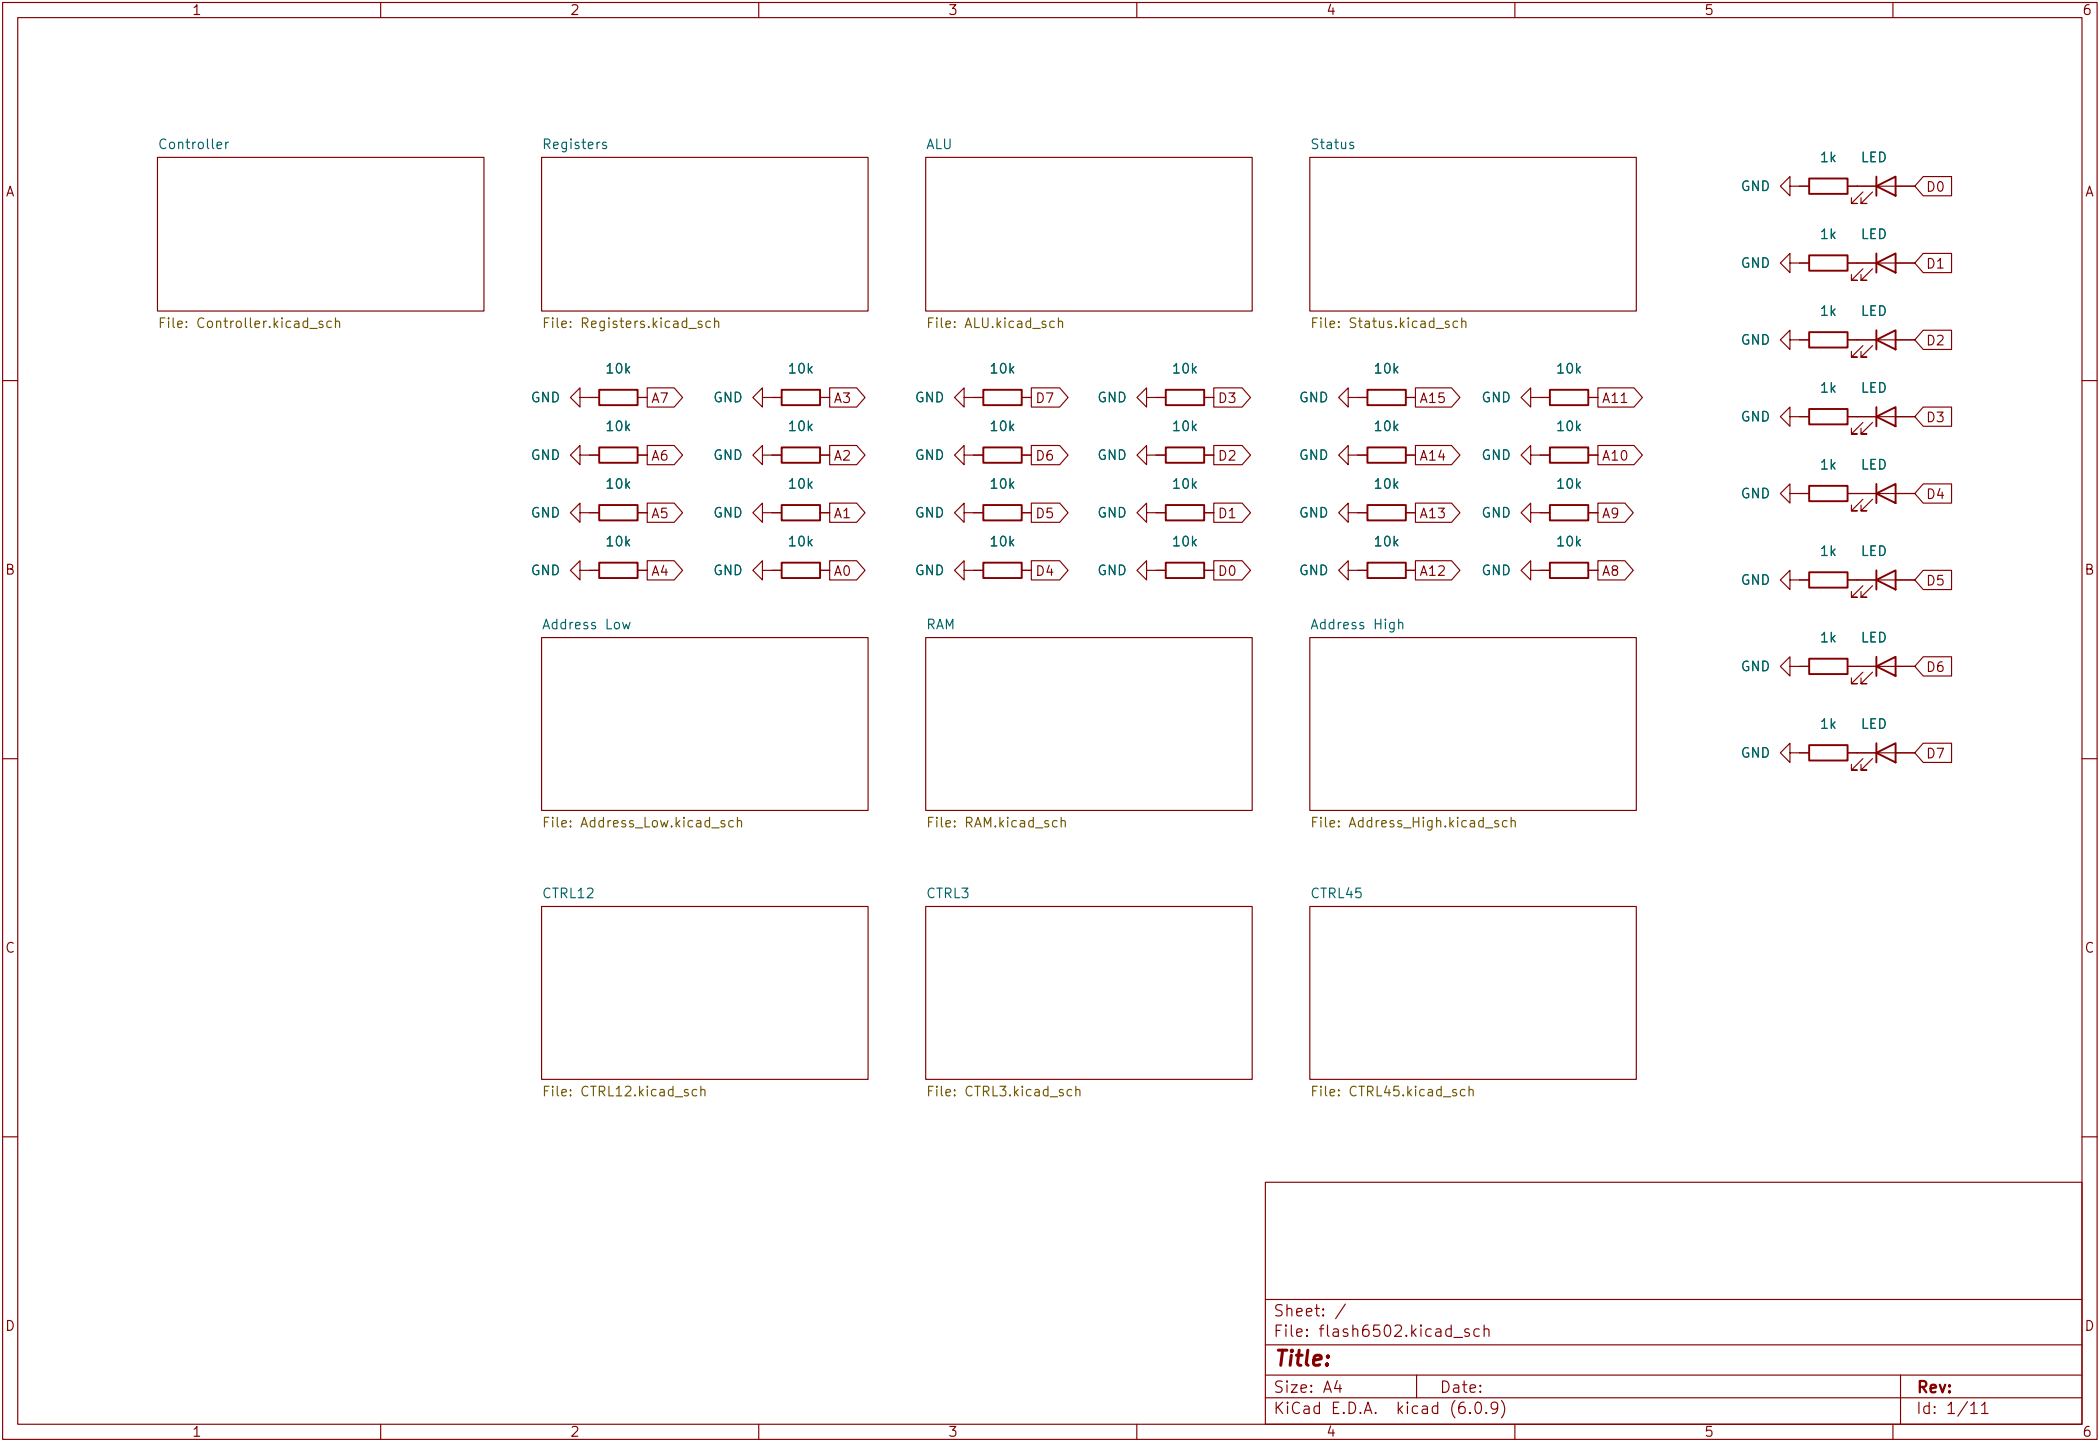 1 2 3 4 5 6
A A
Controller Registers ALU Status
File: Controller.kicad_sch File: Registers.kicad_sch File: ALU.kicad_sch File: Status.kicad_sch
1k LED
GND D0
1k LED
GND D1
1k LED
GND D2
1k LED
GND D3
1k LED
GND D4
1k LED
GND D5
1k LED
GND D6
1k LED
GND D7
10k 10k 10k 10k 10k 10k
GND A7 GND A3 GND D7 GND D3 GND A15 GND A11
10k 10k 10k 10k 10k 10k
GND A6 GND A2 GND D6 GND D2 GND A14 GND A10
10k 10k 10k 10k 10k 10k
GND A5 GND A1 GND D5 GND D1 GND A13 GND A9
10k 10k 10k 10k 10k 10k
GND A4 GND A0 GND D4 GND D0 GND A12 GND A8
B B
Address Low RAM Address High
File: Address_Low.kicad_sch File: RAM.kicad_sch File: Address_High.kicad_sch
CTRL12 CTRL3 CTRL45
C C
File: CTRL12.kicad_sch File: CTRL3.kicad_sch File: CTRL45.kicad_sch
Sheet: /
File: flash6502.kicad_sch
D D
Title:
Size: A4 Date: Rev:
KiCad E.D.A. kicad (6.0.9) Id: 1/11
1 2 3 4 5 6